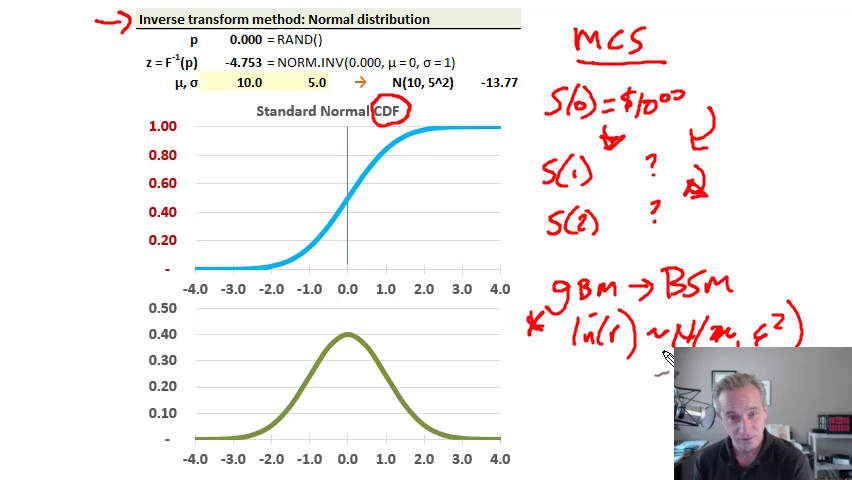 Inverse transform method: Normal distribution
p 0.000 = RAND()
z = F⁻¹(p) -4.753 = NORM.INV(0.000, μ = 0, σ = 1)
μ, σ 10.0 5.0 → N(10, 5^2) -13.77
Standard Normal CDF
1.00
0.80
0.60
0.40
0.20
-
-4.0 -3.0 -2.0 -1.0 0.0 1.0 2.0 3.0 4.0
0.50
0.40
0.30
0.20
0.10
-
-4.0 -3.0 -2.0 -1.0 0.0 1.0 2.0 3.0 4.0
MCS
S(0) = $10⁰⁰
S(1) ?
S(2) ?
gBM → BSM
* ln(r) ~ N(